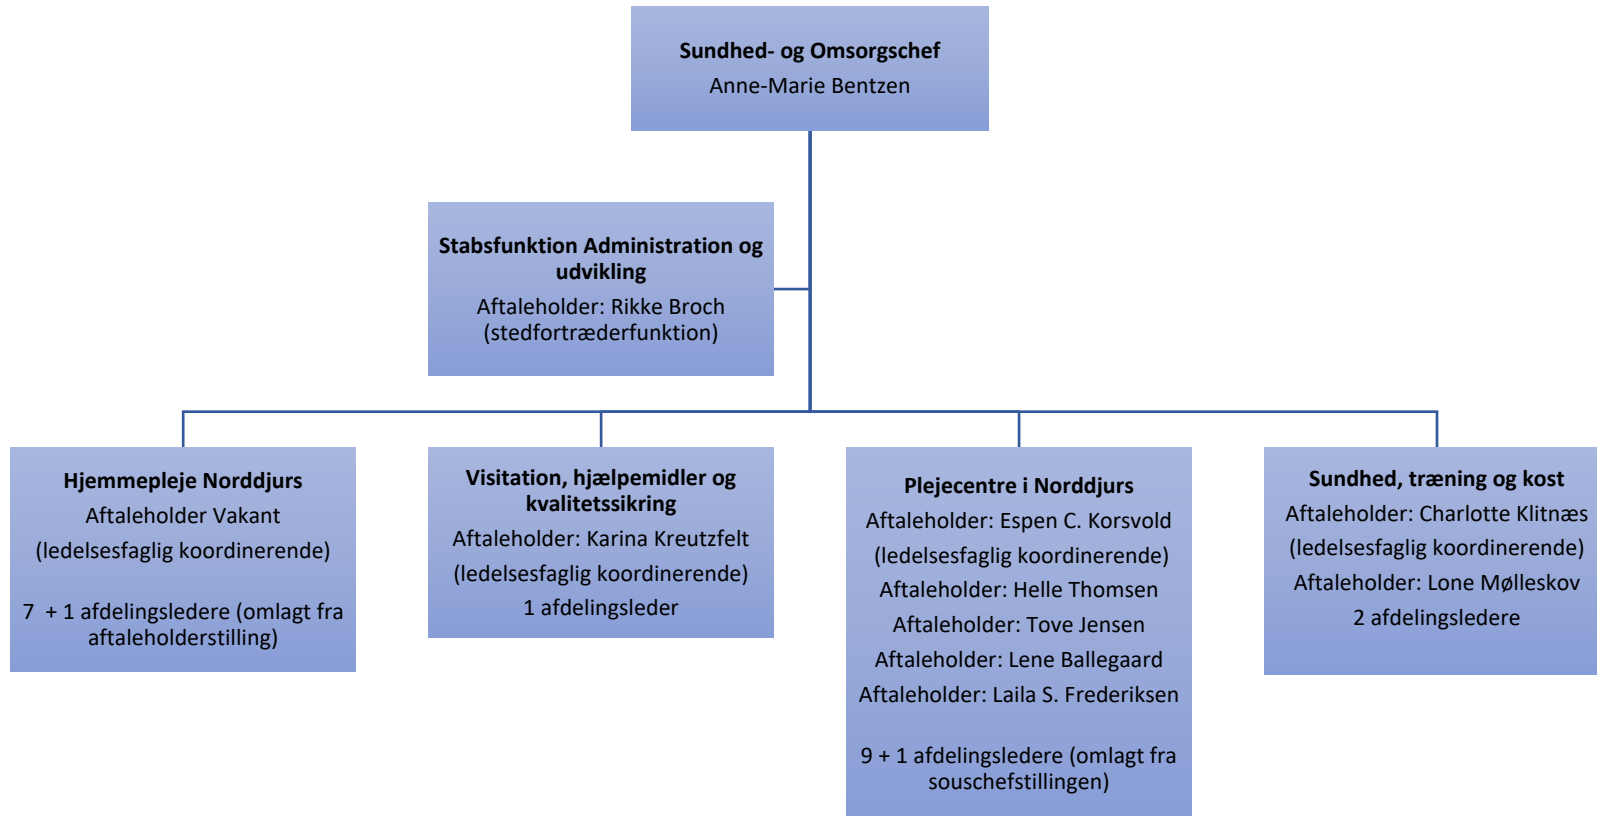 Sundhed- og Omsorgschef
Anne-Marie Bentzen
Stabsfunktion Administration og
udvikling
Aftaleholder: Rikke Broch
(stedfortræderfunktion)
Hjemmepleje Norddjurs
Aftaleholder Vakant
(ledelsesfaglig koordinerende)
7 + 1 afdelingsledere (omlagt fra
aftaleholderstilling)
Visitation, hjælpemidler og
kvalitetssikring
Aftaleholder: Karina Kreutzfelt
(ledelsesfaglig koordinerende)
1 afdelingsleder
Plejecentre i Norddjurs
Aftaleholder: Espen C. Korsvold
(ledelsesfaglig koordinerende)
Aftaleholder: Helle Thomsen
Aftaleholder: Tove Jensen
Aftaleholder: Lene Ballegaard
Aftaleholder: Laila S. Frederiksen
9 + 1 afdelingsledere (omlagt fra
souschefstillingen)
Sundhed, træning og kost
Aftaleholder: Charlotte Klitnæs
(ledelsesfaglig koordinerende)
Aftaleholder: Lone Mølleskov
2 afdelingsledere